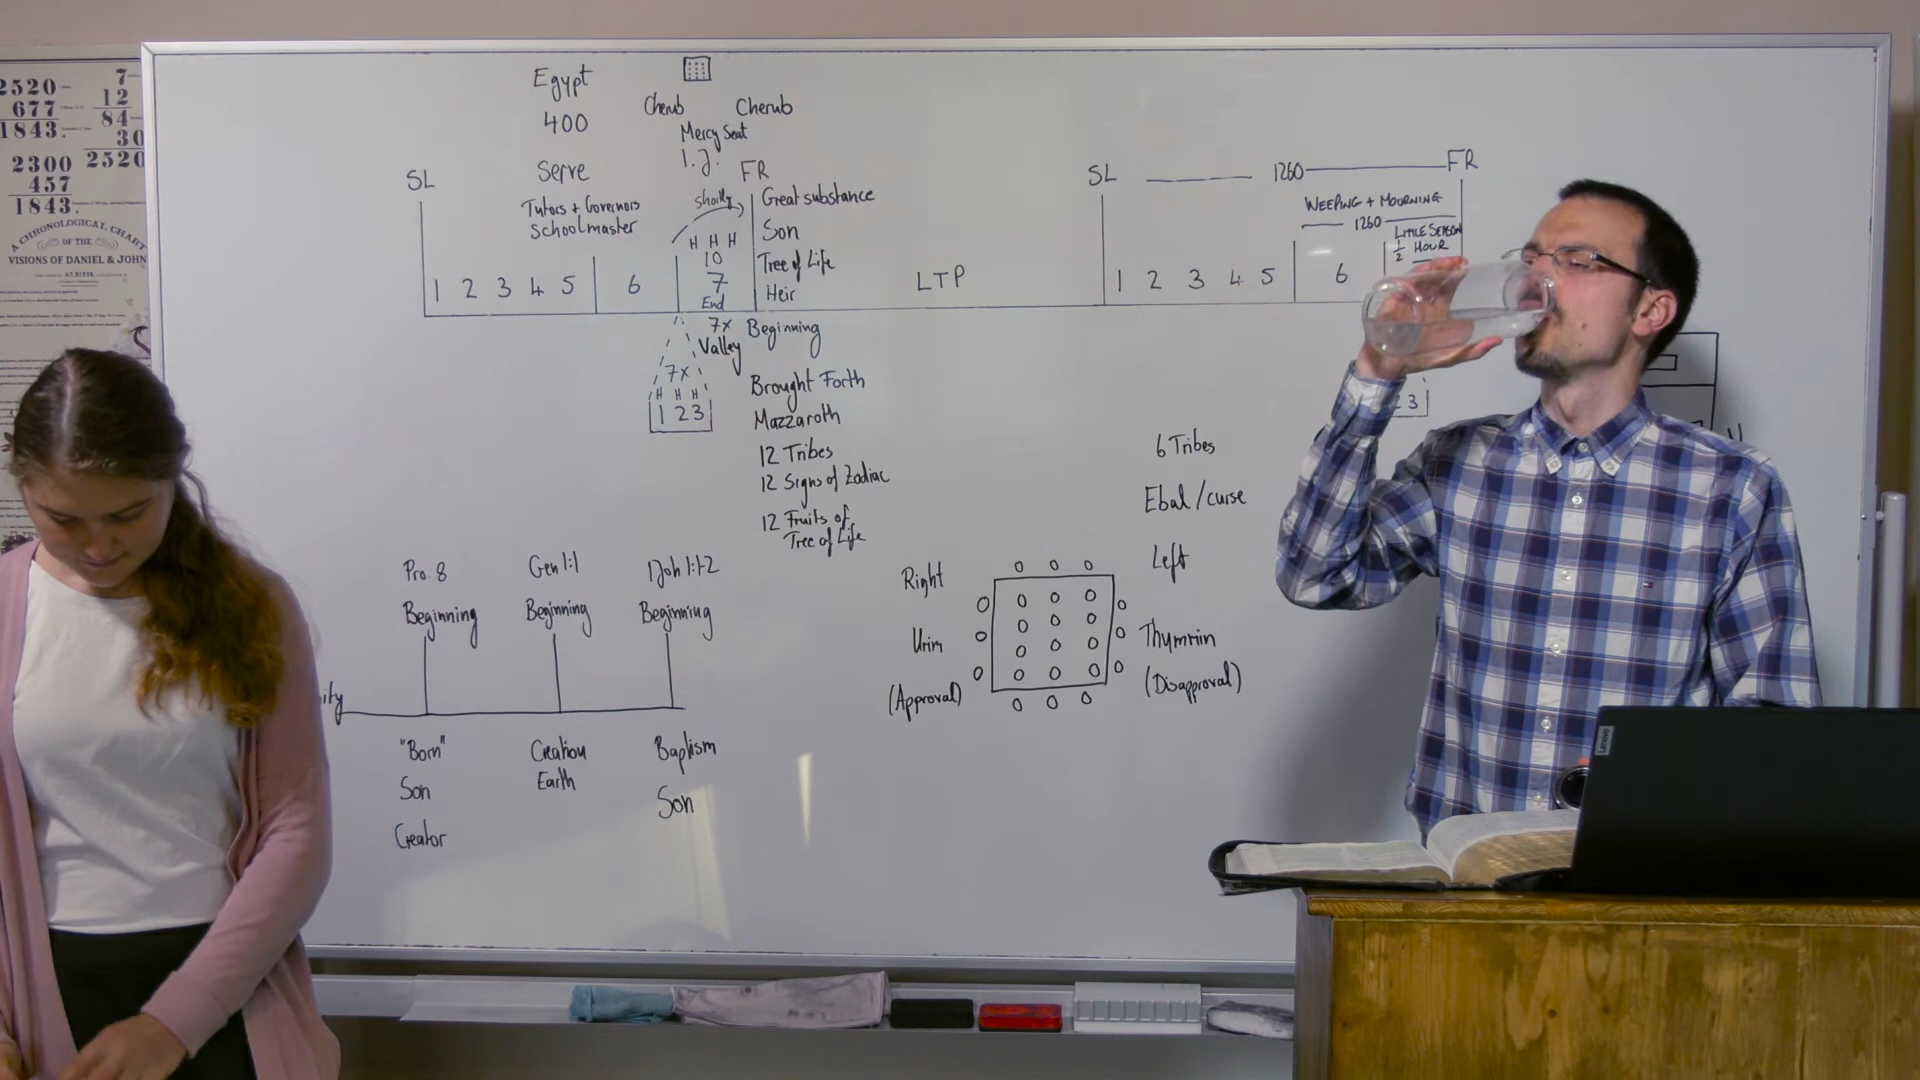 2520
677
1843.
2300
457
1843.
7
12
84
30
2520
A CHRONOLOGICAL CHART
OF THE
VISIONS OF DANIEL & JOHN
Egypt
400
Serve
Tutors + Governors
Schoolmaster
Cherub Cherub
Mercy Seat
1. J.
SL
FR
shortly
Great substance
Son
Tree of Life
Heir
H H H
10
1 2 3 4 5 6 7
End
7x Beginning
Valley
7x
H H H
1 2 3
Brought Forth
Mazzaroth
12 Tribes
12 Signs of Zodiac
12 Fruits of
Tree of Life
LTP
SL 1260 FR
WEEPING + MOURNING
1260
LITTLE SEASON
1/2 HOUR
1 2 3 4 5 6
2 3
6 Tribes
Ebal/curse
Left
Thummin
(Disapproval)
Right
Urim
(Approval)
Pro. 8
Beginning
Gen 1:1
Beginning
1Joh 1:1-2
Beginning
ity
"Born"
Son
Creator
Creation
Earth
Baptism
Son
Lenovo